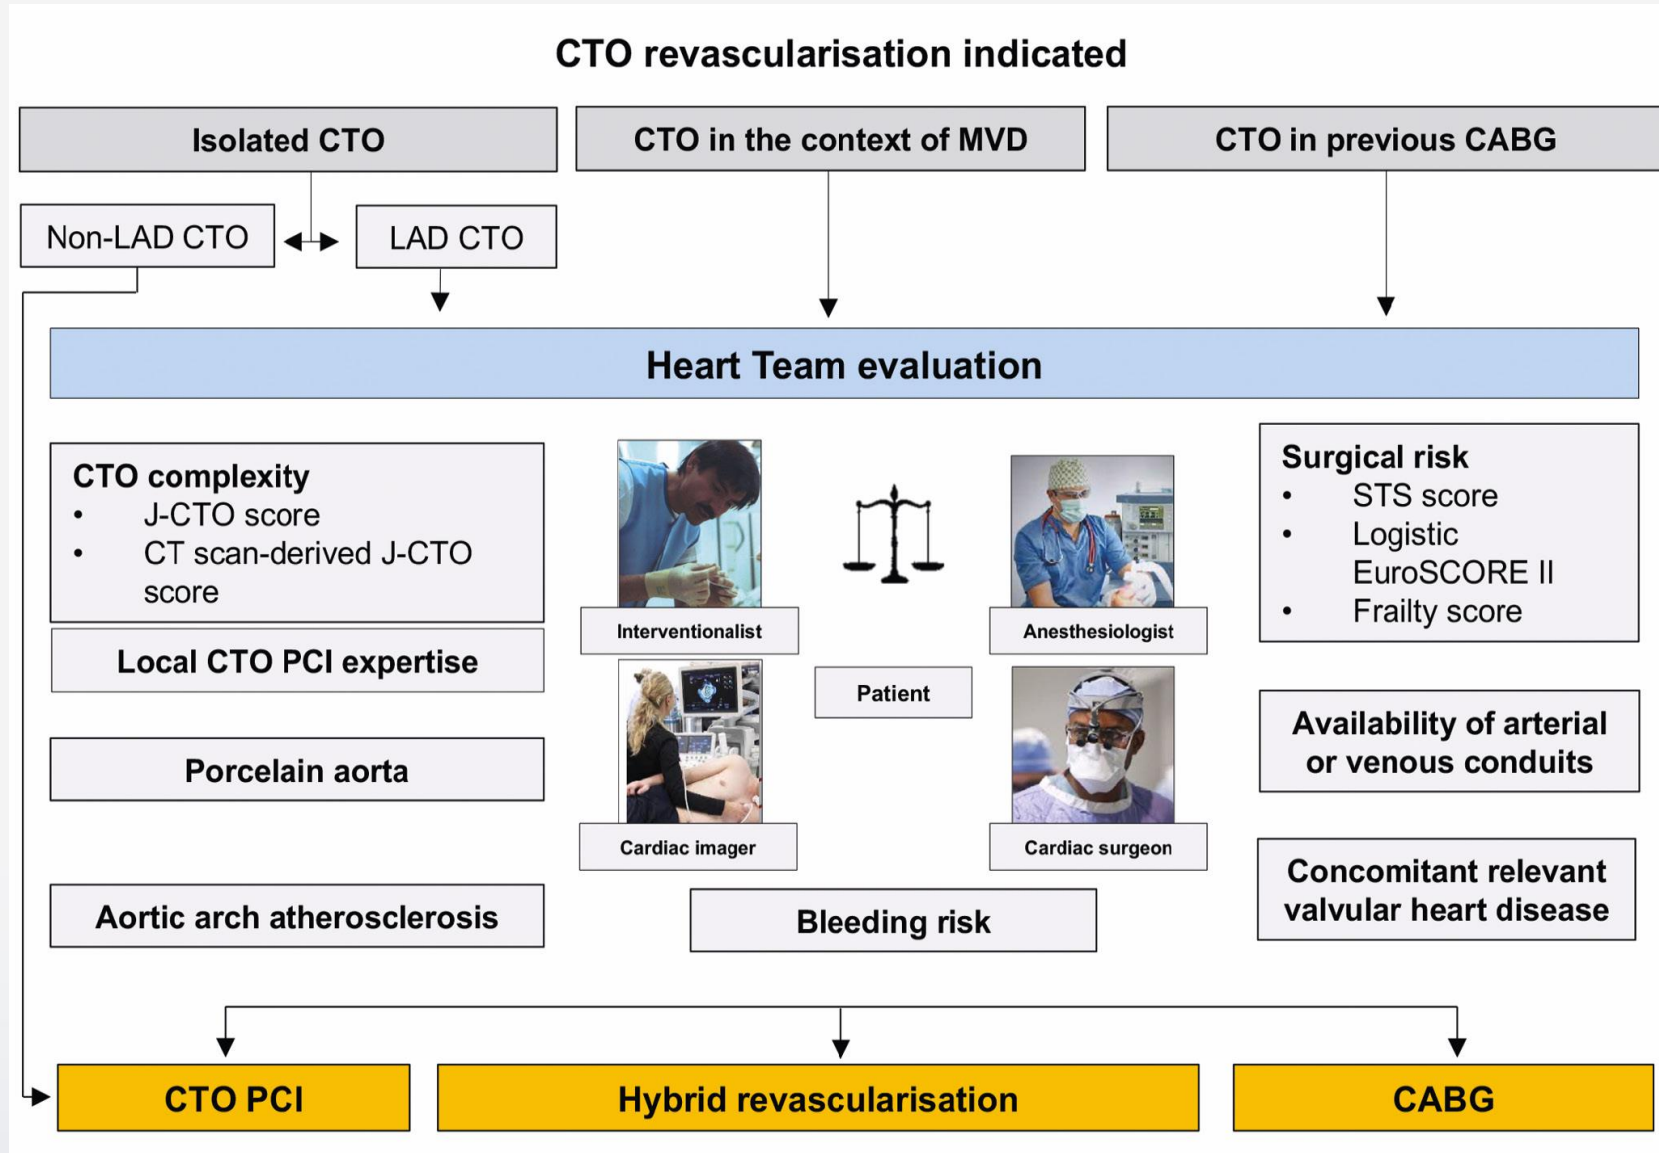 CTO revascularisation indicated
Isolated CTO
CTO in the context of MVD
CTO in previous CABG
Non-LAD CTO
LAD CTO
Heart Team evaluation
CTO complexity
• J-CTO score
• CT scan-derived J-CTO
score
Local CTO PCI expertise
Porcelain aorta
Aortic arch atherosclerosis
Interventionalist
Anesthesiologist
Patient
Cardiac imager
Cardiac surgeon
Bleeding risk
Surgical risk
• STS score
• Logistic
EuroSCORE II
• Frailty score
Availability of arterial
or venous conduits
Concomitant relevant
valvular heart disease
CTO PCI
Hybrid revascularisation
CABG